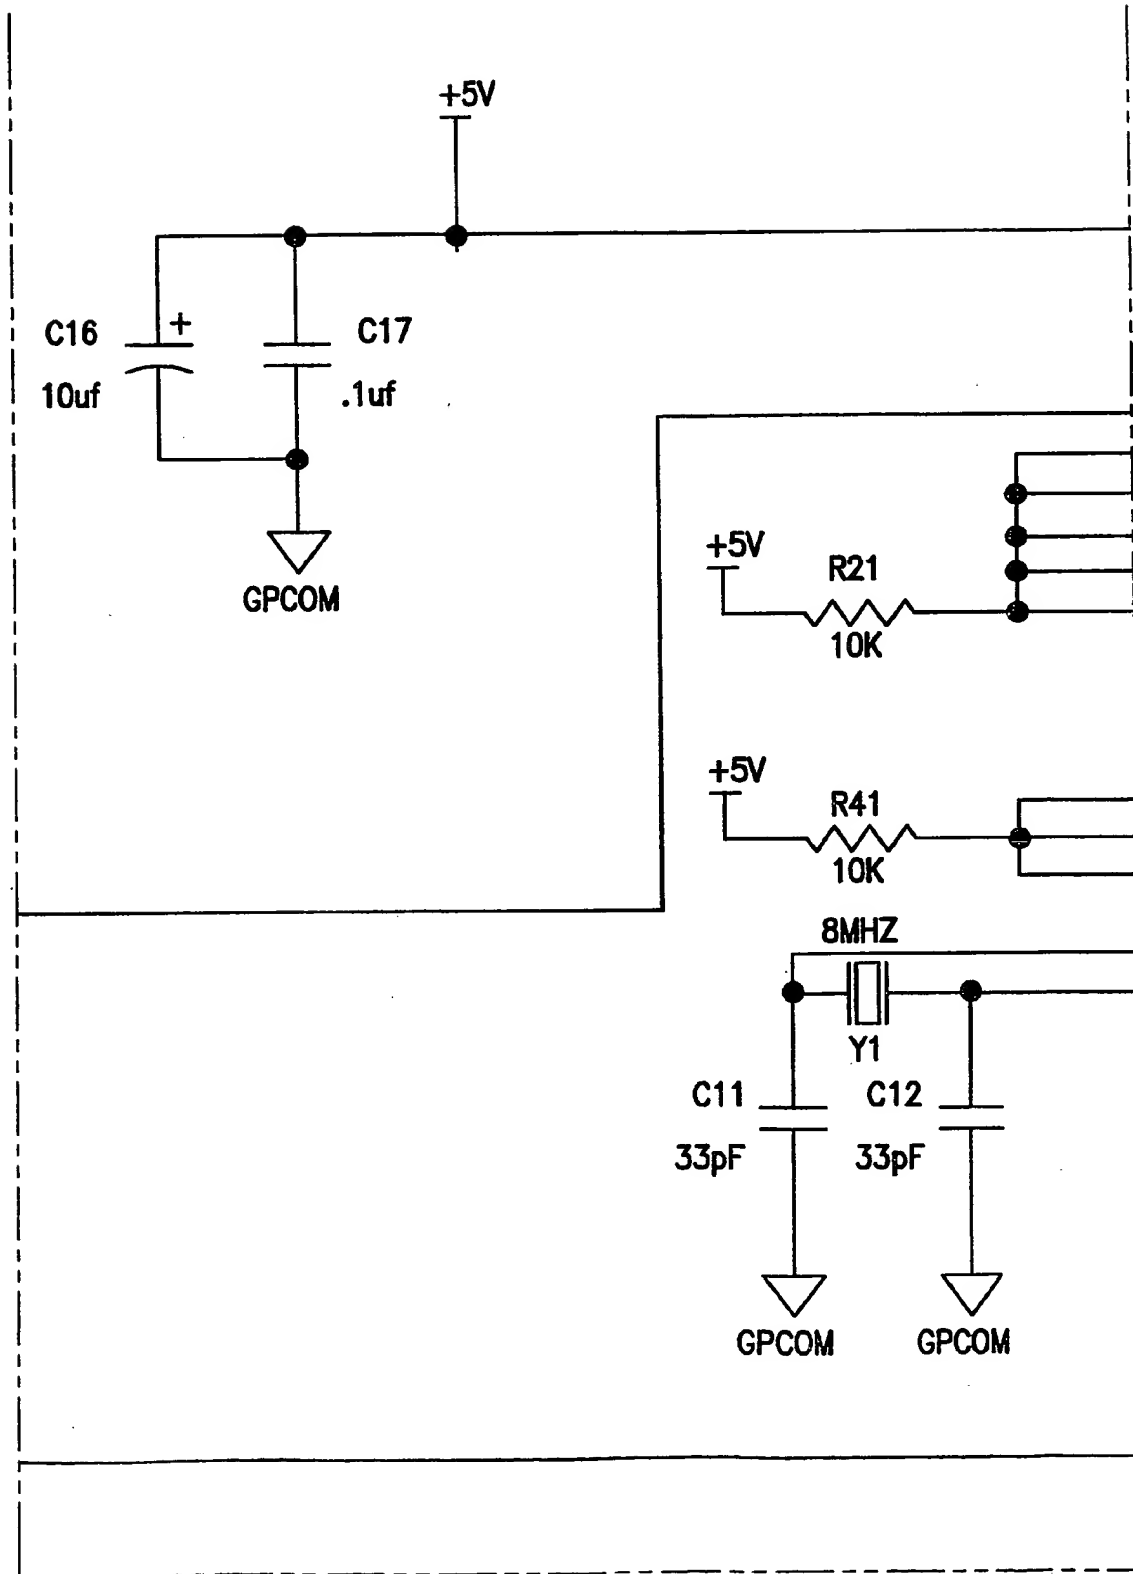 +5V
C16
+
C17
10uf
.1uf
GPCOM
+5V
R21
10K
+5V
R41
10K
8MHZ
Y1
C11
C12
33pF
33pF
GPCOM
GPCOM